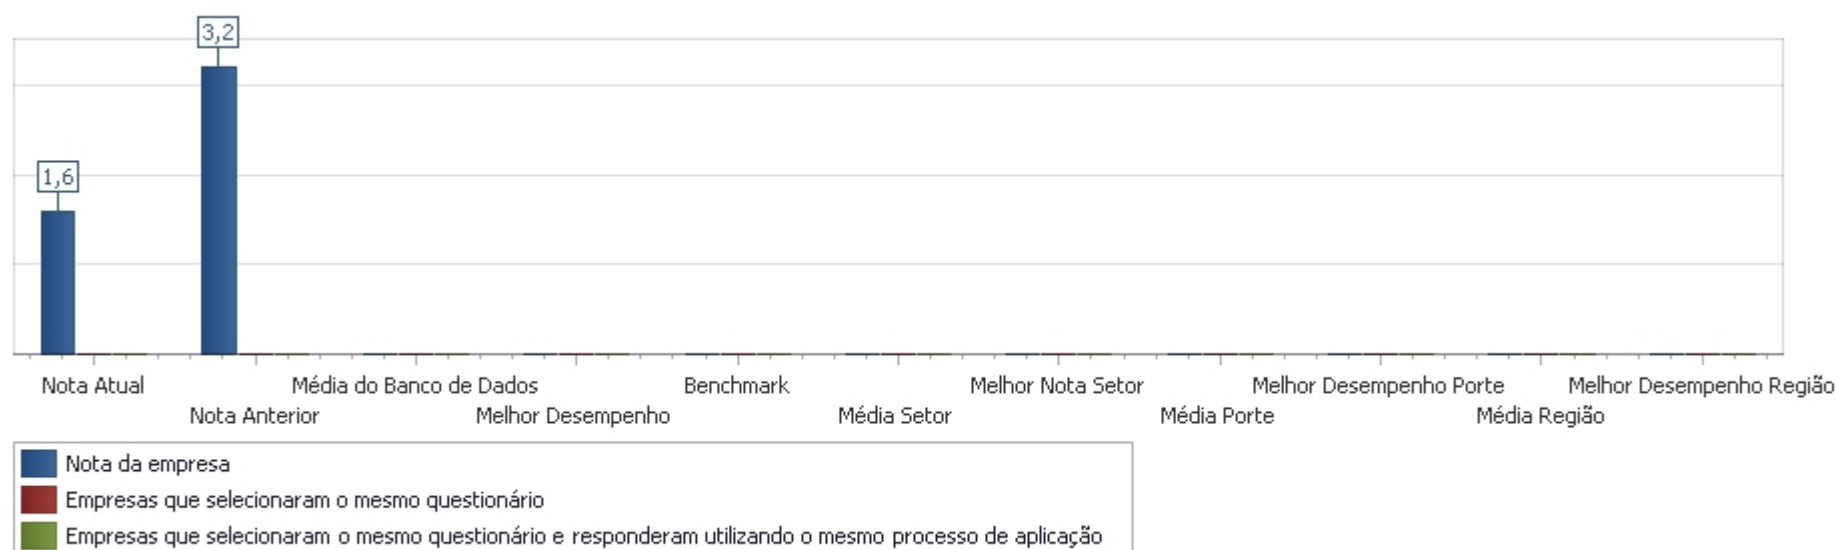 3,2
1,6
Nota Atual
Média do Banco de Dados
Benchmark
Melhor Nota Setor
Melhor Desempenho Porte
Melhor Desempenho Região
Nota Anterior
Melhor Desempenho
Média Setor
Média Porte
Média Região
Nota da empresa
Empresas que selecionaram o mesmo questionário
Empresas que selecionaram o mesmo questionário e responderam utilizando o mesmo processo de aplicação